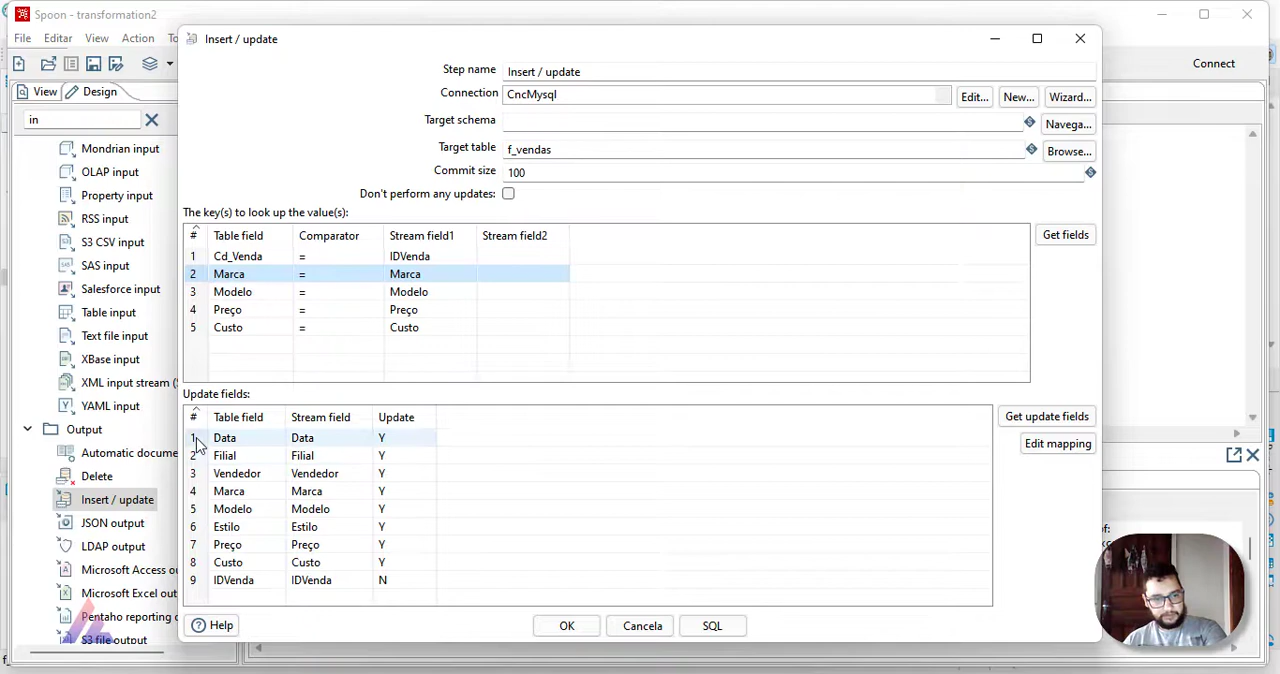 Spoon - transformation2
File Editar View Action To
Connect
View Design
in
Mondrian input
OLAP input
Property input
RSS input
S3 CSV input
SAS input
Salesforce input
Table input
Text file input
XBase input
XML input stream (S
YAML input
Output
Automatic docume
Delete
Insert / update
JSON output
LDAP output
Microsoft Access ou
Microsoft Excel out
Pentaho reporting o
S3 file output
Insert / update
Step name Insert / update
Connection CncMysql Edit... New... Wizard...
Target schema Navega...
Target table f_vendas Browse...
Commit size 100
Don't perform any updates:
The key(s) to look up the value(s):
# Table field Comparator Stream field1 Stream field2 Get fields
1 Cd_Venda = IDVenda
2 Marca = Marca
3 Modelo = Modelo
4 Preço = Preço
5 Custo = Custo
Update fields:
# Table field Stream field Update Get update fields
1 Data Data Y
Edit mapping
2 Filial Filial Y
3 Vendedor Vendedor Y
4 Marca Marca Y
5 Modelo Modelo Y
6 Estilo Estilo Y
7 Preço Preço Y
8 Custo Custo Y
9 IDVenda IDVenda N
Help OK Cancela SQL
of: